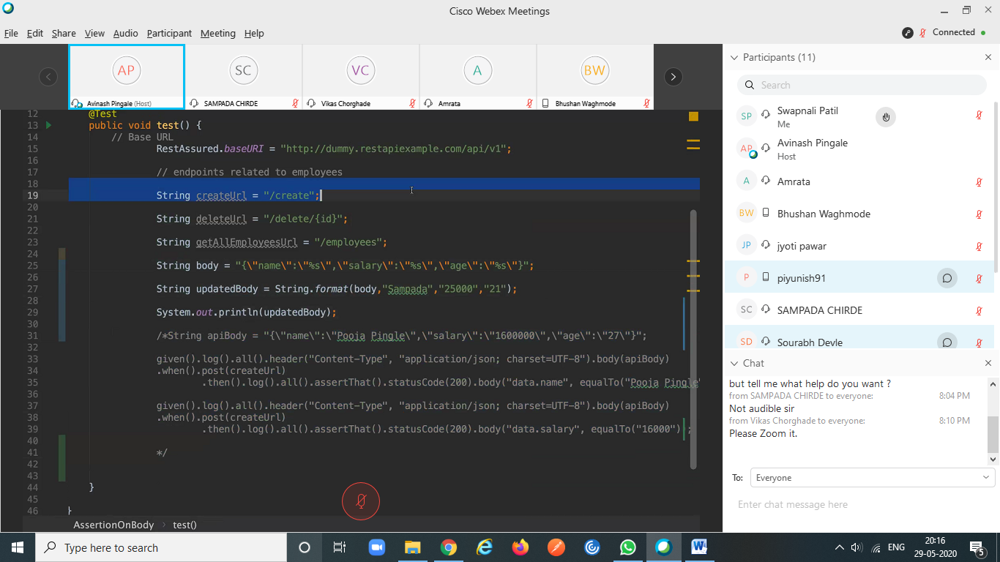 Cisco Webex Meetings
File Edit Share View Audio Participant Meeting Help
Connected
AP
SC
VC
A
BW
Avinash Pingale (Host)
SAMPADA CHIRDE
Vikas Chorghade
Amrata
Bhushan Waghmode
12 @Test
13 public void test() {
14 // Base URL
15 RestAssured.baseURI = "http://dummy.restapiexample.com/api/v1";
16
17 // endpoints related to employees
18
19 String createUrl = "/create";
20
21 String deleteUrl = "/delete/{id}";
22
23 String getAllEmployeesUrl = "/employees";
24
25 String body = "{\"name\":\"%s\",\"salary\":\"%s\",\"age\":\"%s\"}";
26
27 String updatedBody = String.format(body,"Sampada","25000","21");
28
29 System.out.println(updatedBody);
30
31 /*String apiBody = "{\"name\":\"Pooja Pingle\",\"salary\":\"1600000\",\"age\":\"27\"}";
32
33 given().log().all().header("Content-Type", "application/json; charset=UTF-8").body(apiBody)
34 .when().post(createUrl)
35 .then().log().all().assertThat().statusCode(200).body("data.name", equalTo("Pooja Pingle"
36
37 given().log().all().header("Content-Type", "application/json; charset=UTF-8").body(apiBody)
38 .when().post(createUrl)
39 .then().log().all().assertThat().statusCode(200).body("data.salary", equalTo("16000"));
40
41 */
42
43
44 }
45
46 }
AssertionOnBody > test()
Participants (11)
Search
SP Swapnali Patil
Me
AP Avinash Pingale
Host
A Amrata
BW Bhushan Waghmode
JP jyoti pawar
P piyunish91
SC SAMPADA CHIRDE
SD Sourabh Devle
Chat
but tell me what help do you want ?
from SAMPADA CHIRDE to everyone: 8:04 PM
Not audible sir
from Vikas Chorghade to everyone: 8:10 PM
Please Zoom it.
To: Everyone
Enter chat message here
Type here to search
ENG
20:16
29-05-2020
5